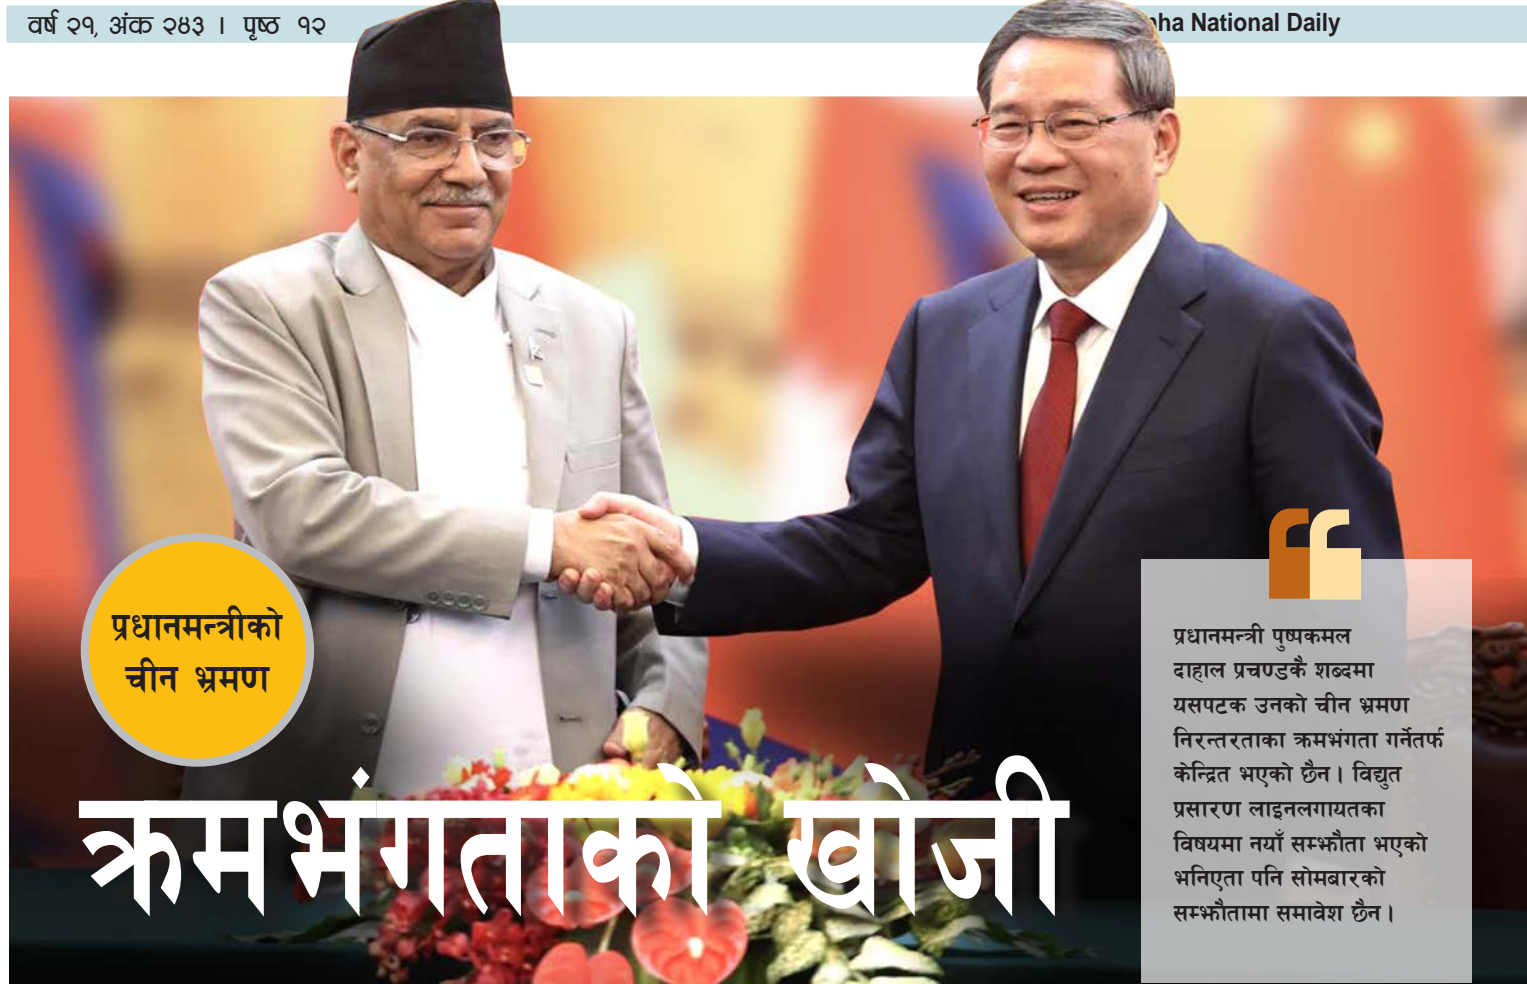 वर्ष २१, अंक २४३ । पृष्ठ १२
National Daily
प्रधानमन्त्रीको
चीन भ्रमण
क्रमभंगताको खोजी
प्रधानमन्त्री पुष्पकमल
दाहाल प्रचण्डकै शब्दमा
यसपटक उनको चीन भ्रमण
निरन्तरताका क्रमभंगता गर्नेतर्फ
केन्द्रित भएको छैन । विद्युत
प्रसारण लाइनलगायतका
विषयमा नयाँ सम्झौता भएको
भनिएता पनि सोमबारको
सम्झौतामा समावेश छैन ।